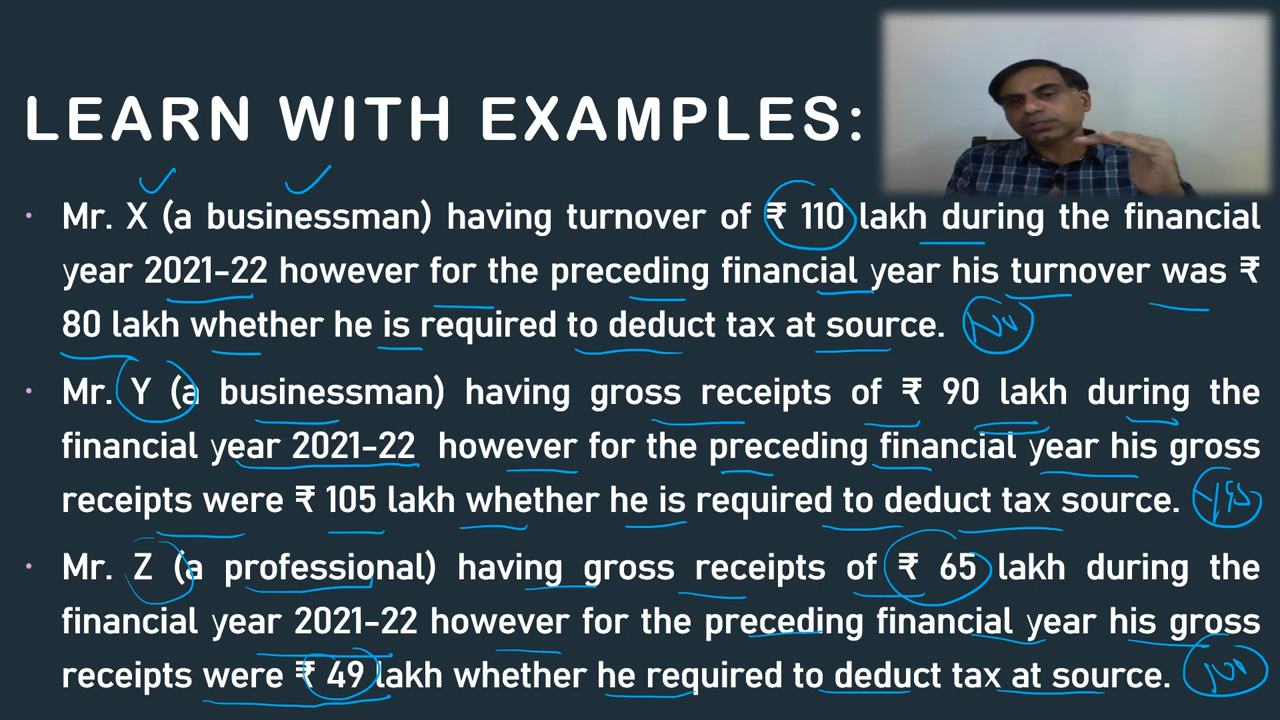 LEARN WITH EXAMPLES:
• Mr. X (a businessman) having turnover of ₹ 110 lakh during the financial
year 2021-22 however for the preceding financial year his turnover was ₹
80 lakh whether he is required to deduct tax at source. No
• Mr. Y (a businessman) having gross receipts of ₹ 90 lakh during the
financial year 2021-22 however for the preceding financial year his gross
receipts were ₹ 105 lakh whether he is required to deduct tax source. Yes
• Mr. Z (a professional) having gross receipts of ₹ 65 lakh during the
financial year 2021-22 however for the preceding financial year his gross
receipts were ₹ 49 lakh whether he required to deduct tax at source. No